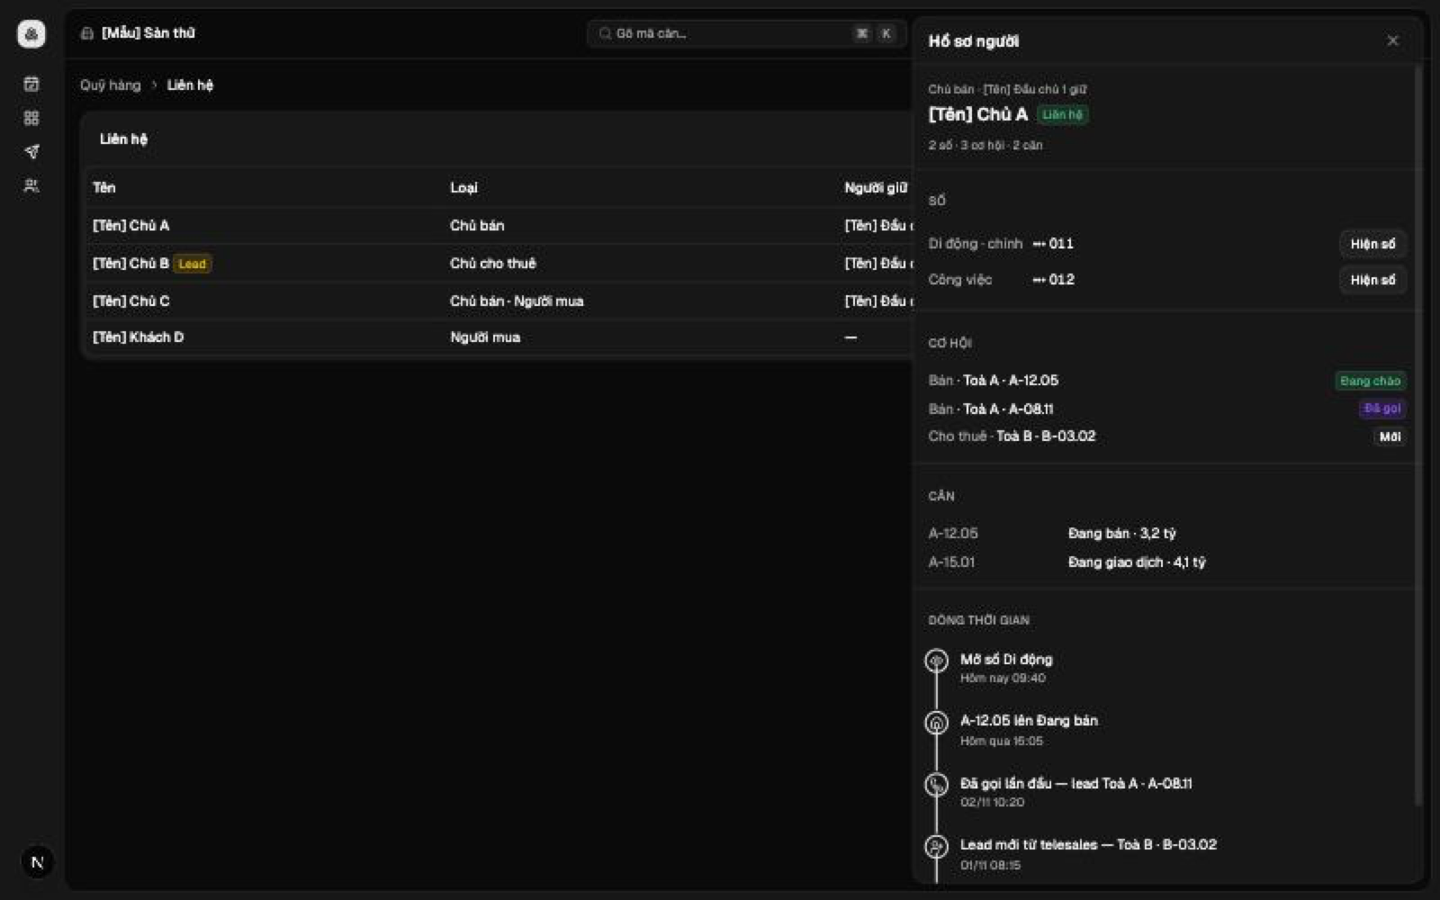 [Mẫu] Sàn thử
Gõ mã căn...
⌘ K
Quỹ hàng > Liên hệ
Liên hệ
Tên Loại Người giữ
[Tên] Chủ A Chủ bán [Tên] Đầu
[Tên] Chủ B Lead Chủ cho thuê [Tên] Đầu
[Tên] Chủ C Chủ bán · Người mua [Tên] Đầu
[Tên] Khách D Người mua —
N
Hồ sơ người
Chủ bán · [Tên] Đầu chủ 1 giữ
[Tên] Chủ A Liên hệ
2 số · 3 cơ hội · 2 căn
SỐ
Di động · chính ••• 011 Hiện số
Công việc ••• 012 Hiện số
CƠ HỘI
Bán · Toà A · A-12.05 Đang chào
Bán · Toà A · A-08.11 Đã gọi
Cho thuê · Toà B · B-03.02 Mới
CĂN
A-12.05 Đang bán · 3,2 tỷ
A-15.01 Đang giao dịch · 4,1 tỷ
DÒNG THỜI GIAN
Mở số Di động
Hôm nay 09:40
A-12.05 lên Đang bán
Hôm qua 16:05
Đã gọi lần đầu — lead Toà A · A-08.11
02/11 10:20
Lead mới từ telesales — Toà B · B-03.02
01/11 08:15